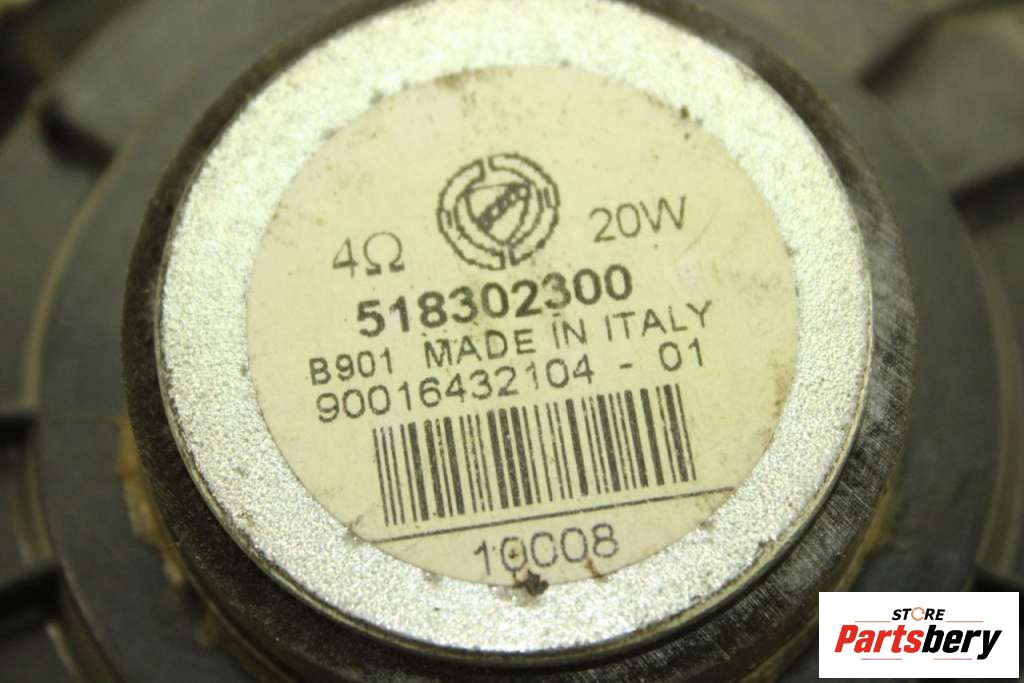 4Ω 20W
518302300
B901 MADE IN ITALY
90016432104 - 01
10008
STORE
Partsbery